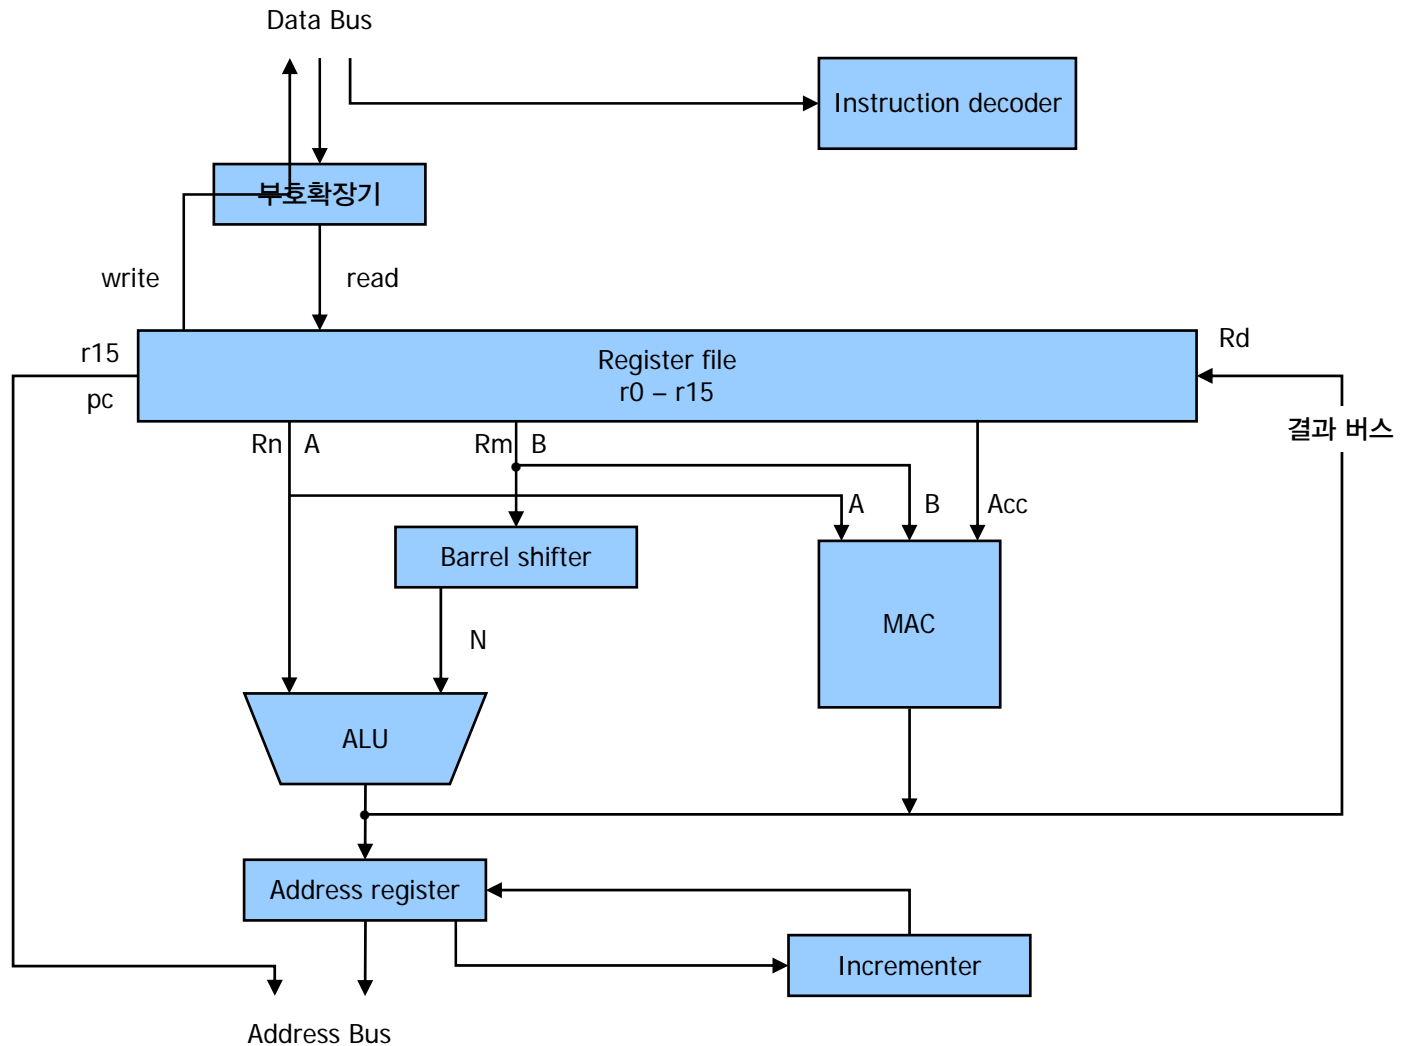 Data Bus
Instruction decoder
부호확장기
write
read
r15
pc
Register file
r0 – r15
Rd
결과 버스
Rn
A
Rm
B
A
B
Acc
Barrel shifter
N
MAC
ALU
Address register
Incrementer
Address Bus